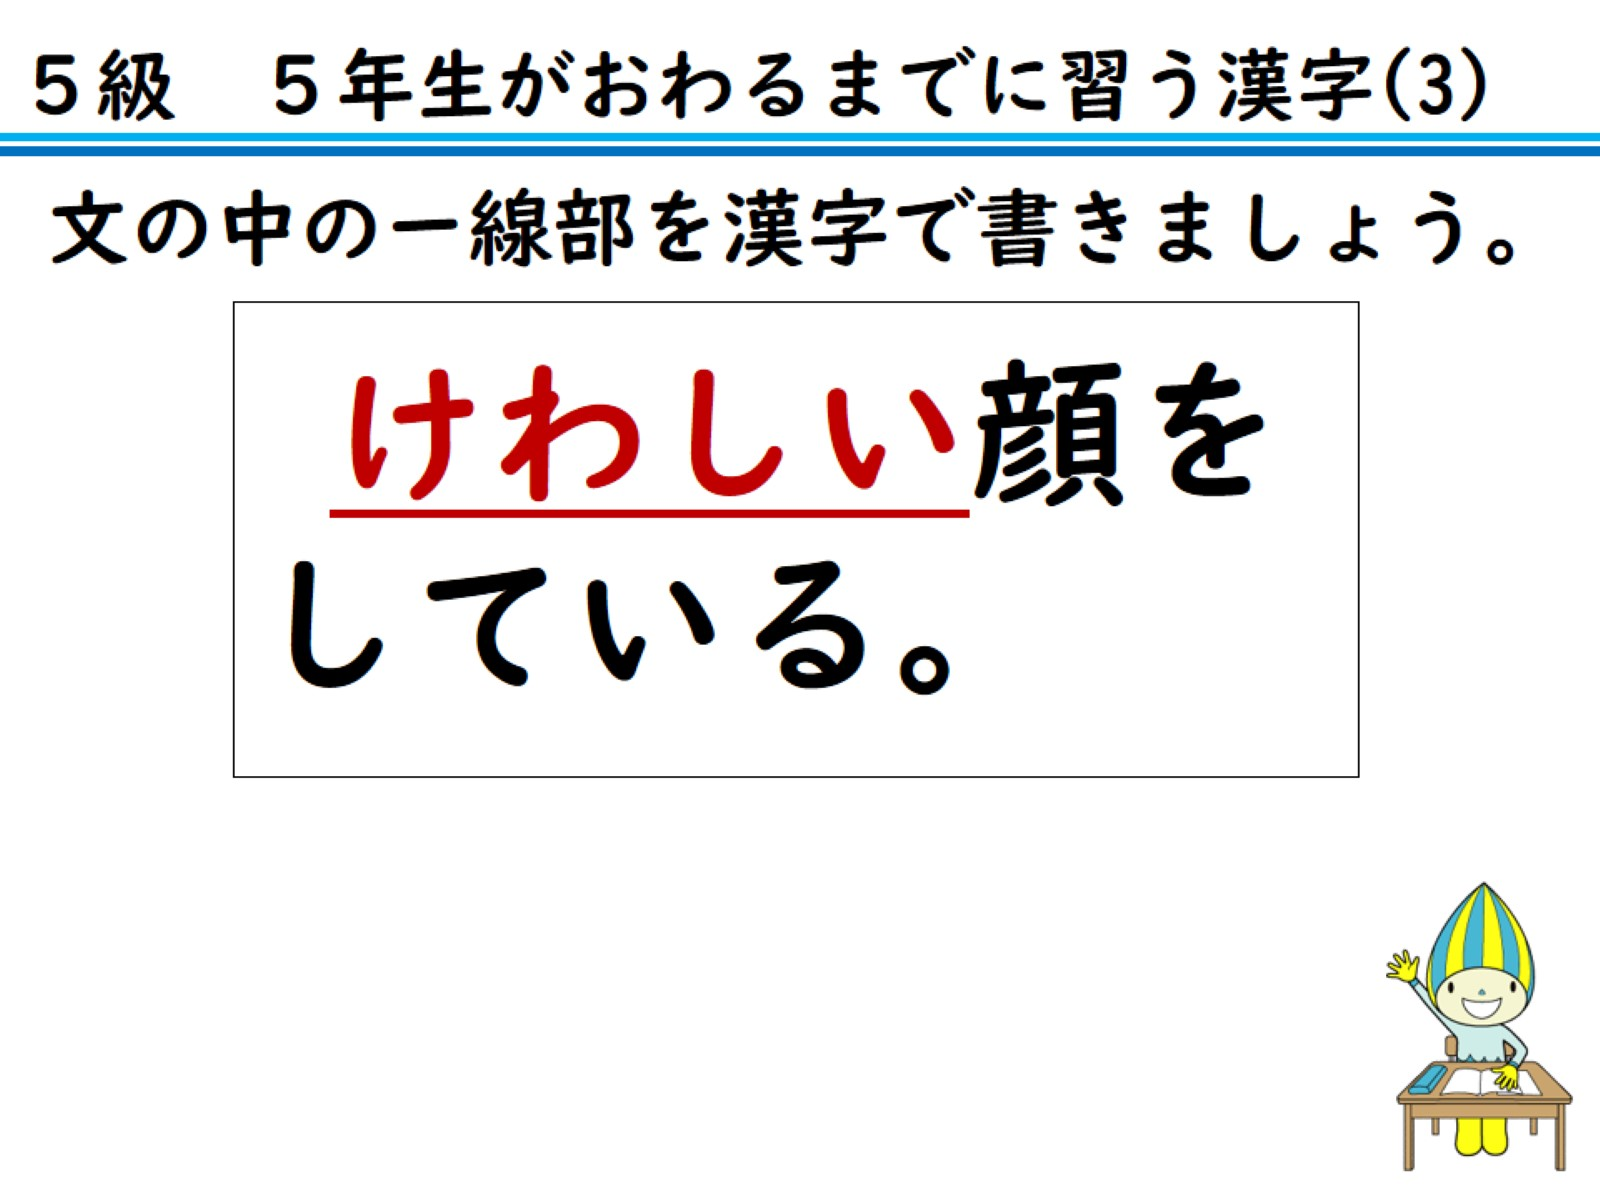 ５級　５年生がおわるまでに習う漢字(3)
文の中の―線部を漢字で書きましょう。
けわしい顔を
している。